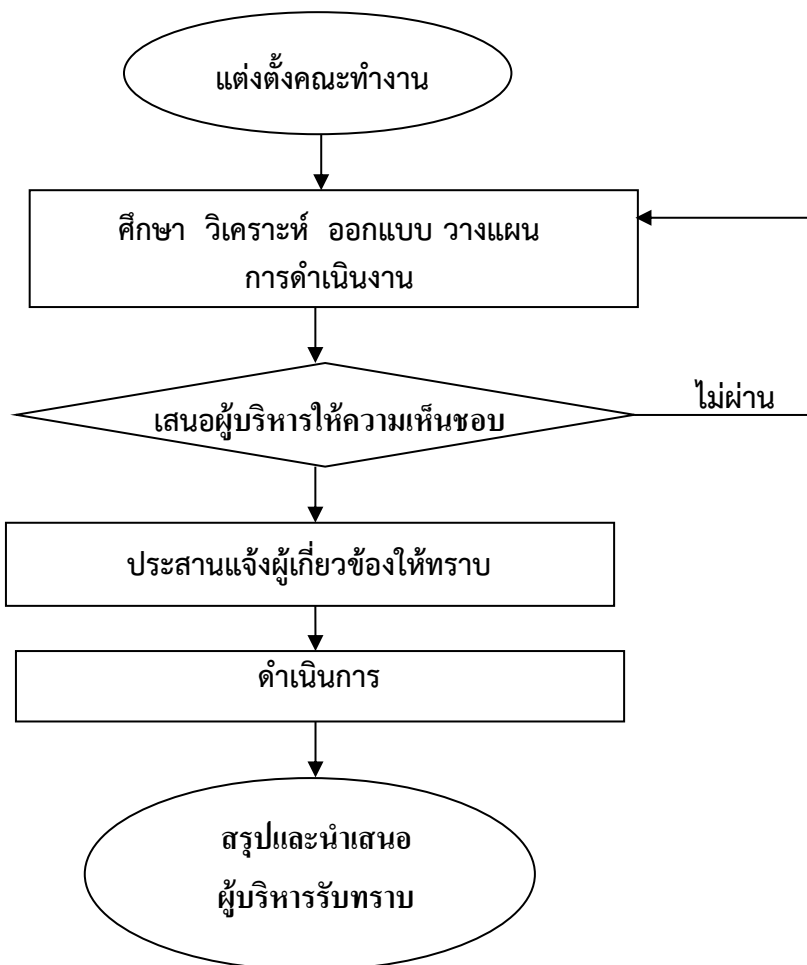 แต่งตั้งคณะทำงาน
ศึกษา วิเคราะห์ ออกแบบ วางแผน
การดำเนินงาน
เสนอผู้บริหารให้ความเห็นชอบ
ไม่ผ่าน
ประสานแจ้งผู้เกี่ยวข้องให้ทราบ
ดำเนินการ
สรุปและนำเสนอ
ผู้บริหารรับทราบ